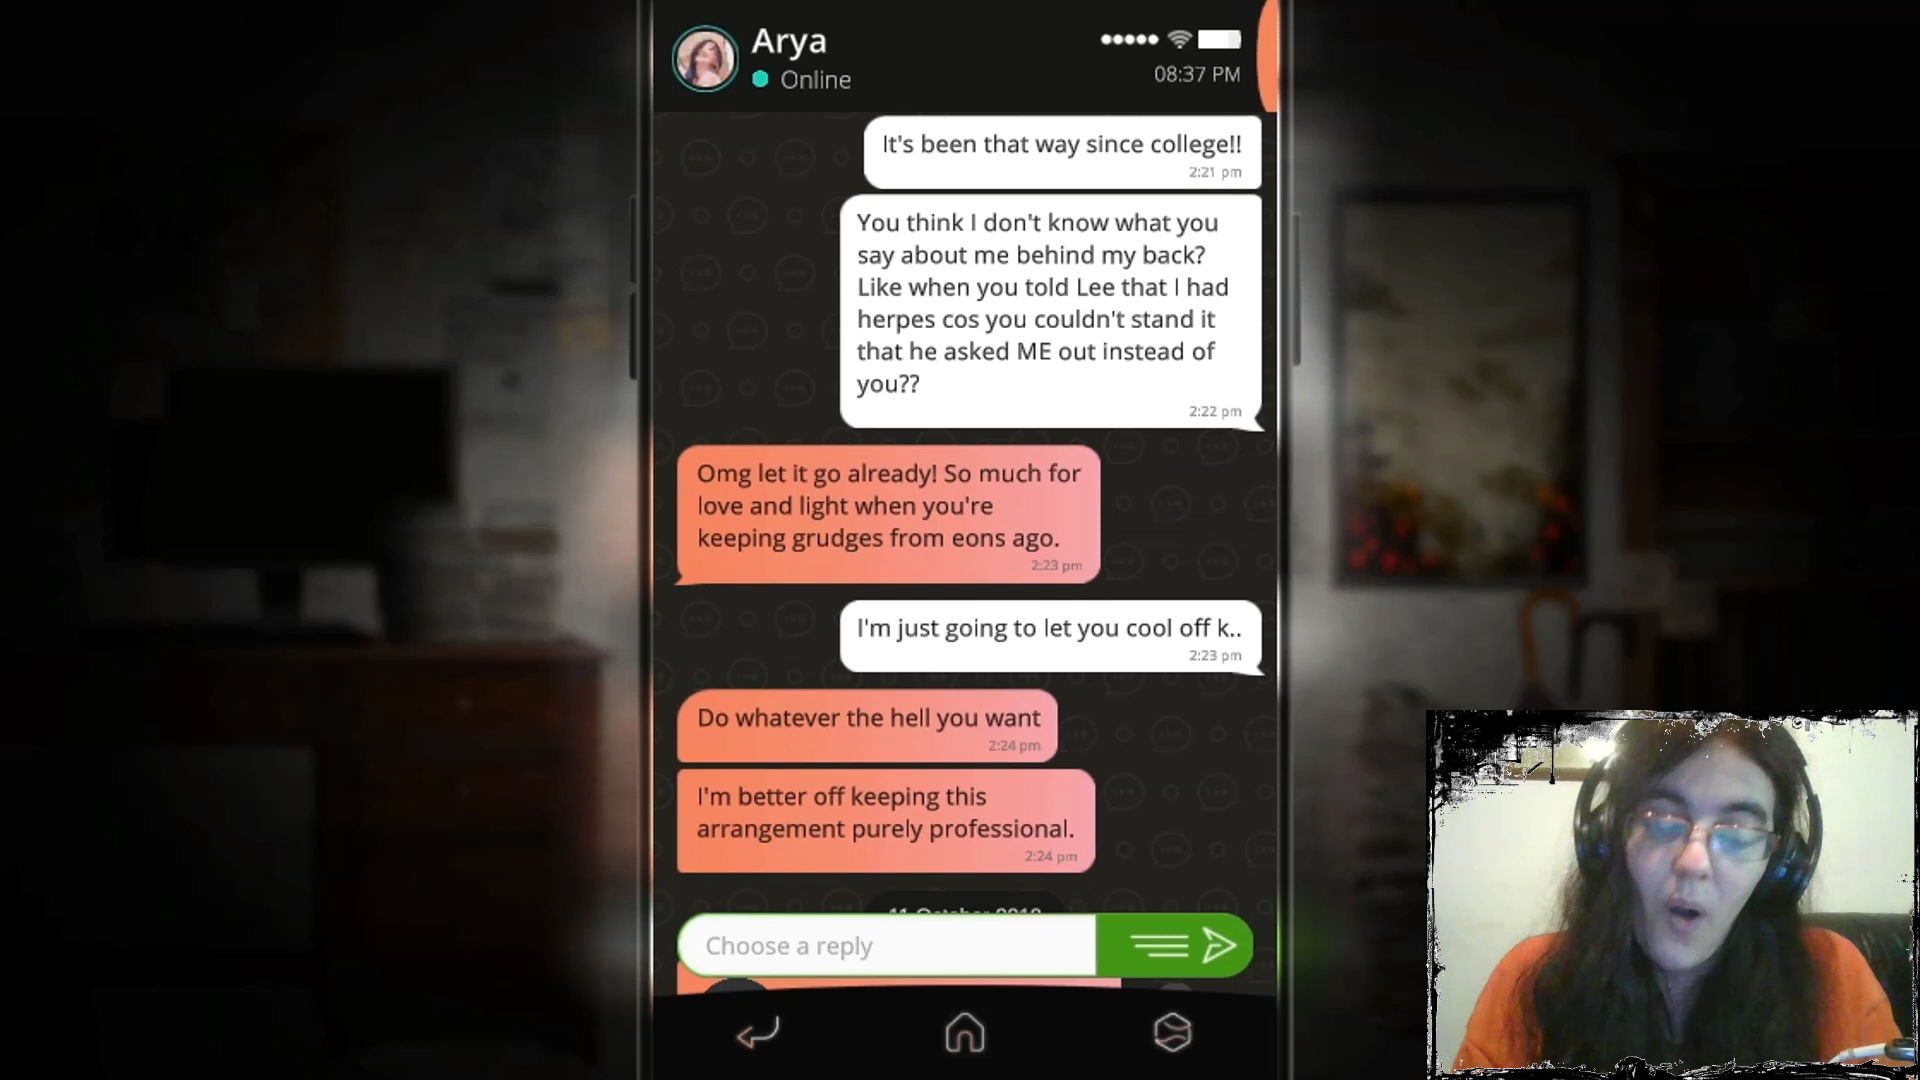 Arya
Online
08:37 PM
It's been that way since college!!
2:21 pm
You think I don't know what you
say about me behind my back?
Like when you told Lee that I had
herpes cos you couldn't stand it
that he asked ME out instead of
you??
2:22 pm
Omg let it go already! So much for
love and light when you're
keeping grudges from eons ago.
2:23 pm
I'm just going to let you cool off k..
2:23 pm
Do whatever the hell you want
2:24 pm
I'm better off keeping this
arrangement purely professional.
2:24 pm
11 October
Choose a reply